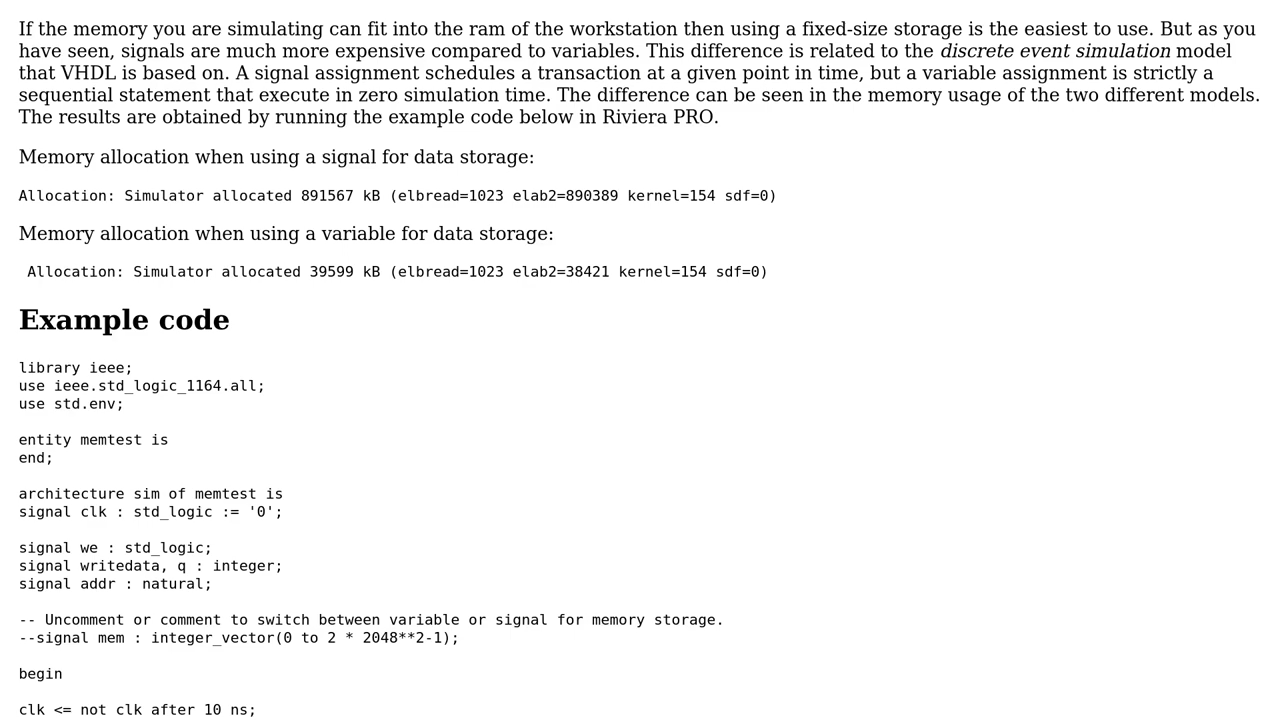 If the memory you are simulating can fit into the ram of the workstation then using a fixed-size storage is the easiest to use. But as you
have seen, signals are much more expensive compared to variables. This difference is related to the discrete event simulation model
that VHDL is based on. A signal assignment schedules a transaction at a given point in time, but a variable assignment is strictly a
sequential statement that execute in zero simulation time. The difference can be seen in the memory usage of the two different models.
The results are obtained by running the example code below in Riviera PRO.
Memory allocation when using a signal for data storage:
Allocation: Simulator allocated 891567 kB (elbread=1023 elab2=890389 kernel=154 sdf=0)
Memory allocation when using a variable for data storage:
Allocation: Simulator allocated 39599 kB (elbread=1023 elab2=38421 kernel=154 sdf=0)
Example code
library ieee;
use ieee.std_logic_1164.all;
use std.env;
entity memtest is
end;
architecture sim of memtest is
signal clk : std_logic := '0';
signal we : std_logic;
signal writedata, q : integer;
signal addr : natural;
-- Uncomment or comment to switch between variable or signal for memory storage.
--signal mem : integer_vector(0 to 2 * 2048**2-1);
begin
clk <= not clk after 10 ns;